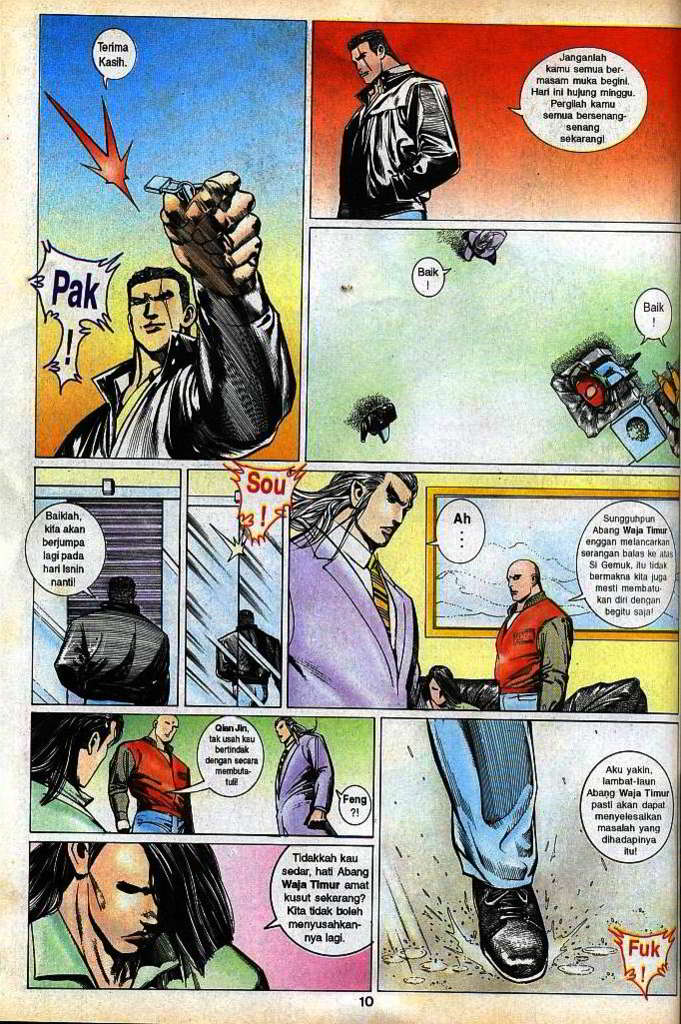 Terima
Kasih.
Pak
!
Janganlah
kamu semua ber-
masam muka begini.
Hari ini hujung minggu.
Pergilah kamu
semua bersenang-
senang
sekarang!
Baik
!
Baik
!
Baiklah,
kita akan
berjumpa
lagi pada
hari Isnin
nanti!
Sou
!
Ah
⋮
Sungguhpun
Abang Waja Timur
enggan melancarkan
serangan balas ke atas
Si Gemuk, itu tidak
bermakna kita juga
mesti membatu-
kan diri dengan
begitu saja!
Qian Jin,
tak usah kau
bertindak
dengan secara
membuta-
tuli!
Feng
?!
Tidakkah kau
sedar, hati Abang
Waja Timur amat
kusut sekarang?
Kita tidak boleh
menyusahkan-
nya lagi.
Aku yakin,
lambat-laun
Abang Waja Timur
pasti akan dapat
menyelesaikan
masalah yang
dihadapinya
itu!
Fuk
!
10